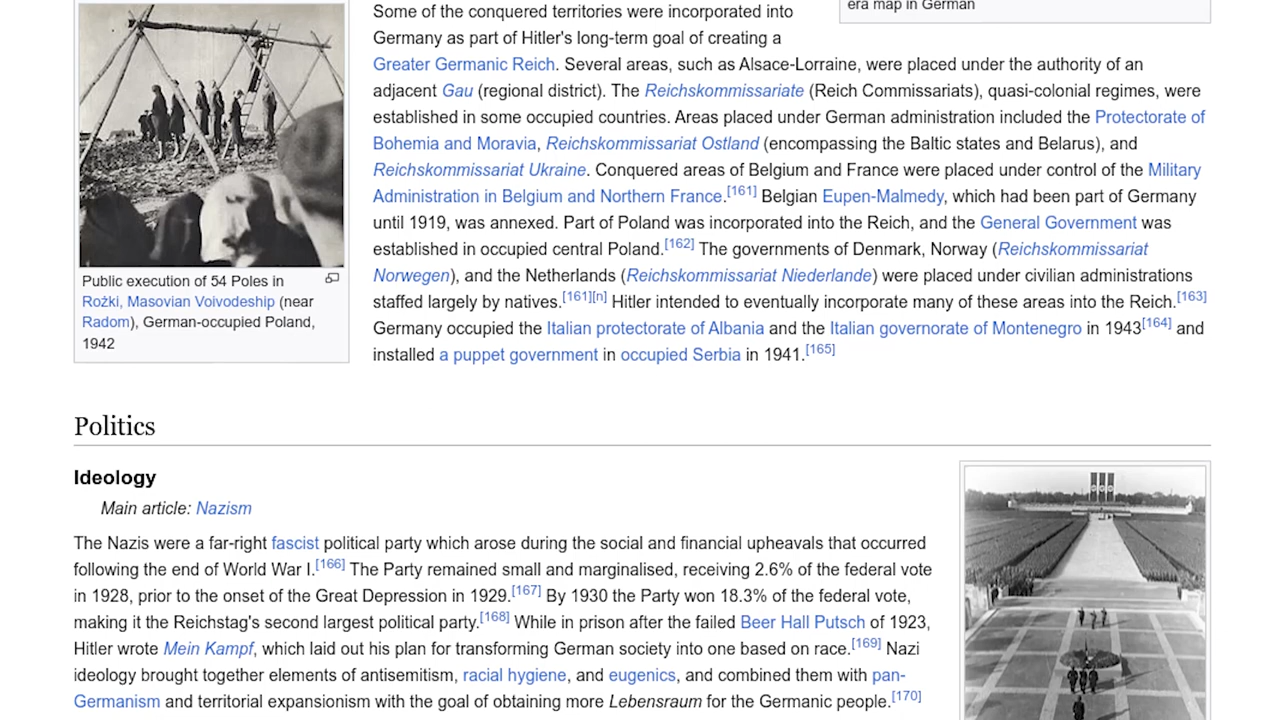 era map in German
Some of the conquered territories were incorporated into
Germany as part of Hitler's long-term goal of creating a
Greater Germanic Reich. Several areas, such as Alsace-Lorraine, were placed under the authority of an
adjacent Gau (regional district). The Reichskommissariate (Reich Commissariats), quasi-colonial regimes, were
established in some occupied countries. Areas placed under German administration included the Protectorate of
Bohemia and Moravia, Reichskommissariat Ostland (encompassing the Baltic states and Belarus), and
Reichskommissariat Ukraine. Conquered areas of Belgium and France were placed under control of the Military
Administration in Belgium and Northern France.[161] Belgian Eupen-Malmedy, which had been part of Germany
until 1919, was annexed. Part of Poland was incorporated into the Reich, and the General Government was
established in occupied central Poland.[162] The governments of Denmark, Norway (Reichskommissariat
Norwegen), and the Netherlands (Reichskommissariat Niederlande) were placed under civilian administrations
staffed largely by natives.[161][n] Hitler intended to eventually incorporate many of these areas into the Reich.[163]
Germany occupied the Italian protectorate of Albania and the Italian governorate of Montenegro in 1943[164] and
installed a puppet government in occupied Serbia in 1941.[165]
Public execution of 54 Poles in
Rożki, Masovian Voivodeship (near
Radom), German-occupied Poland,
1942
Politics
Ideology
Main article: Nazism
The Nazis were a far-right fascist political party which arose during the social and financial upheavals that occurred
following the end of World War I.[166] The Party remained small and marginalised, receiving 2.6% of the federal vote
in 1928, prior to the onset of the Great Depression in 1929.[167] By 1930 the Party won 18.3% of the federal vote,
making it the Reichstag's second largest political party.[168] While in prison after the failed Beer Hall Putsch of 1923,
Hitler wrote Mein Kampf, which laid out his plan for transforming German society into one based on race.[169] Nazi
ideology brought together elements of antisemitism, racial hygiene, and eugenics, and combined them with pan-
Germanism and territorial expansionism with the goal of obtaining more Lebensraum for the Germanic people.[170]